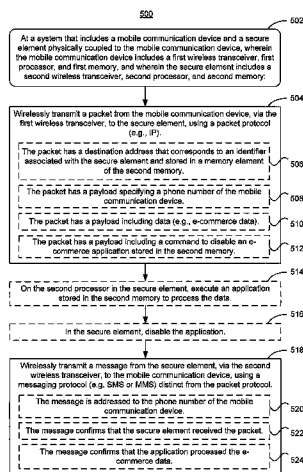 500
502
At a system that includes a mobile communication device and a secure
element physically coupled to the mobile communication device, wherein
the mobile communication device includes a first wireless transceiver, first
processor, and first memory, and wherein the secure element includes a
second wireless transceiver, second processor, and second memory:
504
Wirelessly transmit a packet from the mobile communication device, via the
first wireless transceiver, to the secure element, using a packet protocol
(e.g., IP).
The packet has a destination address that corresponds to an identifier
associated with the secure element and stored in a memory element
of the second memory.
506
The packet has a payload specifying a phone number of the mobile
communication device.
508
The packet has a payload including data (e.g., e-commerce data).
510
The packet has a payload including a command to disable an e-
commerce application stored in the second memory.
512
514
On the second processor in the secure element, execute an application
stored in the second memory to process the data.
516
In the secure element, disable the application.
518
Wirelessly transmit a message from the secure element, via the second
wireless transceiver, to the mobile communication device, using a
messaging protocol (e.g. SMS or MMS) distinct from the packet protocol.
The message is addressed to the phone number of the mobile
communication device.
520
The message confirms that the secure element received the packet.
522
The message confirms that the application processed the e-
commerce data.
524